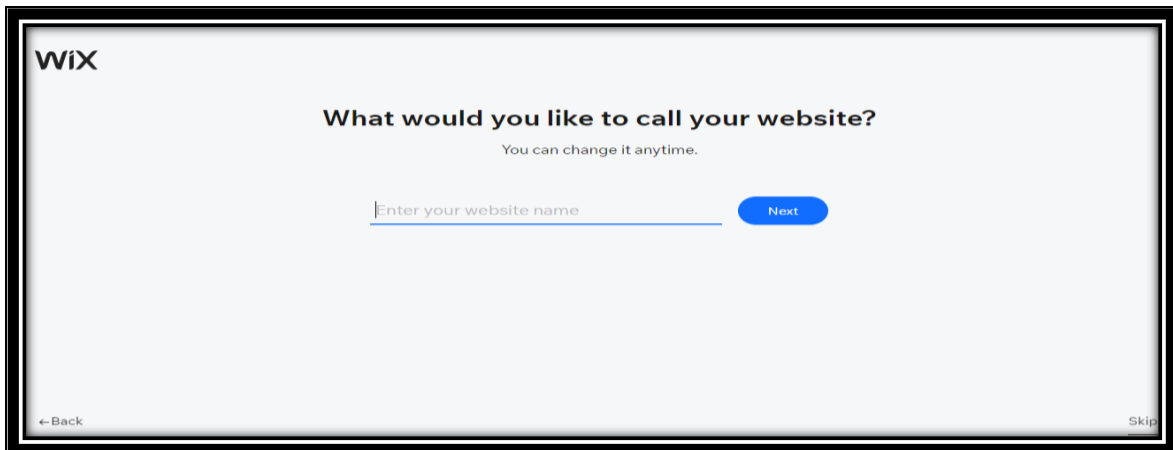 WiX
What would you like to call your website?
You can change it anytime.
Enter your website name
Next
←Back
Skip